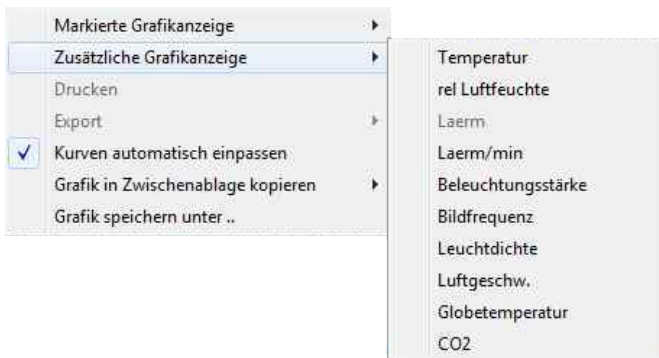 Markierte Grafikanzeige
Zusätzliche Grafikanzeige
Drucken
Export
Kurven automatisch einpassen
Grafik in Zwischenablage kopieren
Grafik speichern unter ..
Temperatur
rel Luftfeuchte
Laerm
Laerm/min
Beleuchtungsstärke
Bildfrequenz
Leuchtdichte
Luftgeschw.
Globetemperatur
CO2